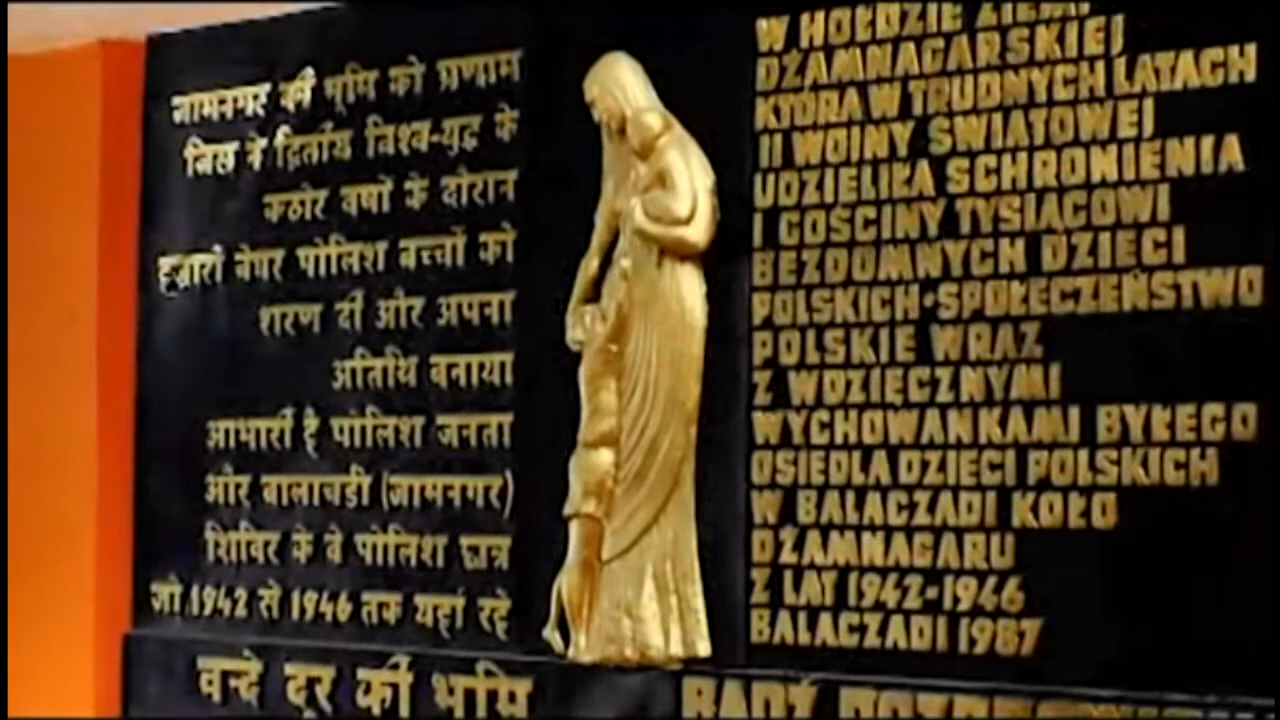 जामनगर की भूमि को प्रणाम
जिस ने द्वितीय विश्व-युद्ध के
कठोर वर्षों के दौरान
हज़ारों बेघर पोलिश बच्चों को
शरण दी और अपना
अतिथि बनाया
आभारी है पोलिश जनता
और बालाचडी (जामनगर)
शिविर के वे पोलिश छात्र
जो 1942 से 1946 तक यहां रहे
वन्दे दूर की भूमि
W HOŁDZIE ZIEMI
DŻAMNAGARSKIEJ
KTÓRA W TRUDNYCH LATACH
II WOJNY ŚWIATOWEJ
UDZIELIŁA SCHRONIENIA
I GOŚCINY TYSIĄCOWI
BEZDOMNYCH DZIECI
POLSKICH·SPOŁECZEŃSTWO
POLSKIE WRAZ
Z WDZIĘCZNYMI
WYCHOWANKAMI BYŁEGO
OSIEDLA DZIECI POLSKICH
W BALACZADI KOŁO
DŻAMNAGARU
Z LAT 1942-1946
BALACZADI 1987
BĄDŹ